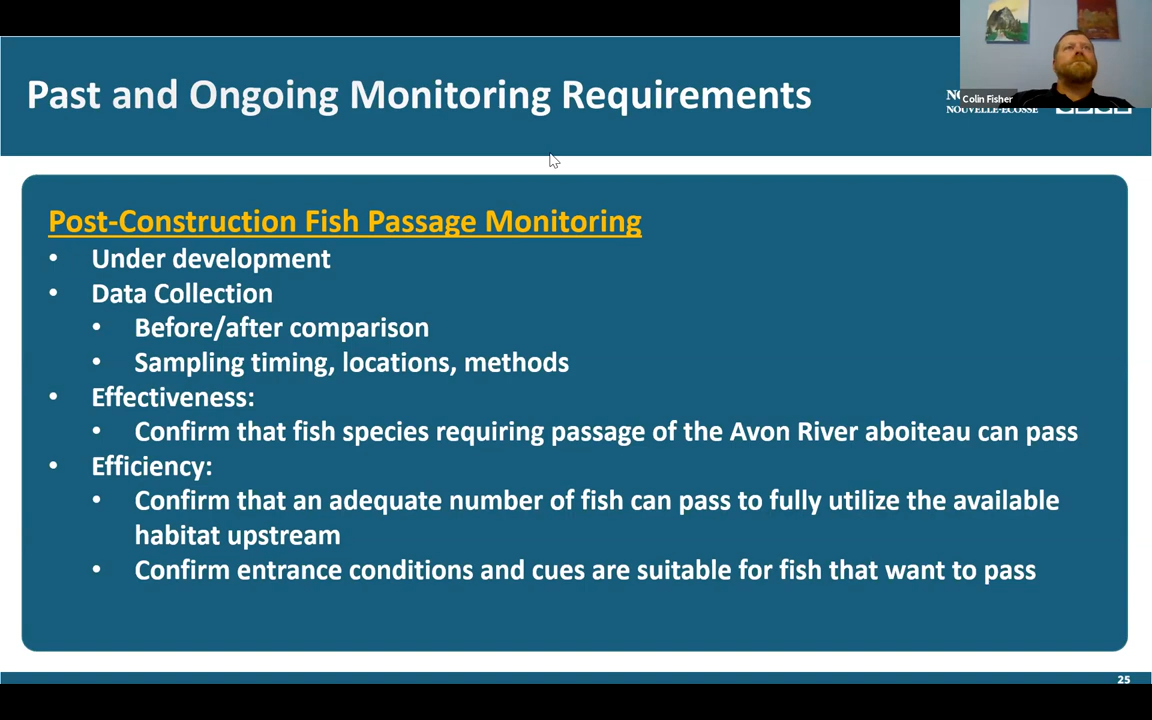 Past and Ongoing Monitoring Requirements
Colin Fisher
NOUVELLE-ÉCOSSE
Post-Construction Fish Passage Monitoring
• Under development
• Data Collection
• Before/after comparison
• Sampling timing, locations, methods
• Effectiveness:
• Confirm that fish species requiring passage of the Avon River aboiteau can pass
• Efficiency:
• Confirm that an adequate number of fish can pass to fully utilize the available
habitat upstream
• Confirm entrance conditions and cues are suitable for fish that want to pass
25